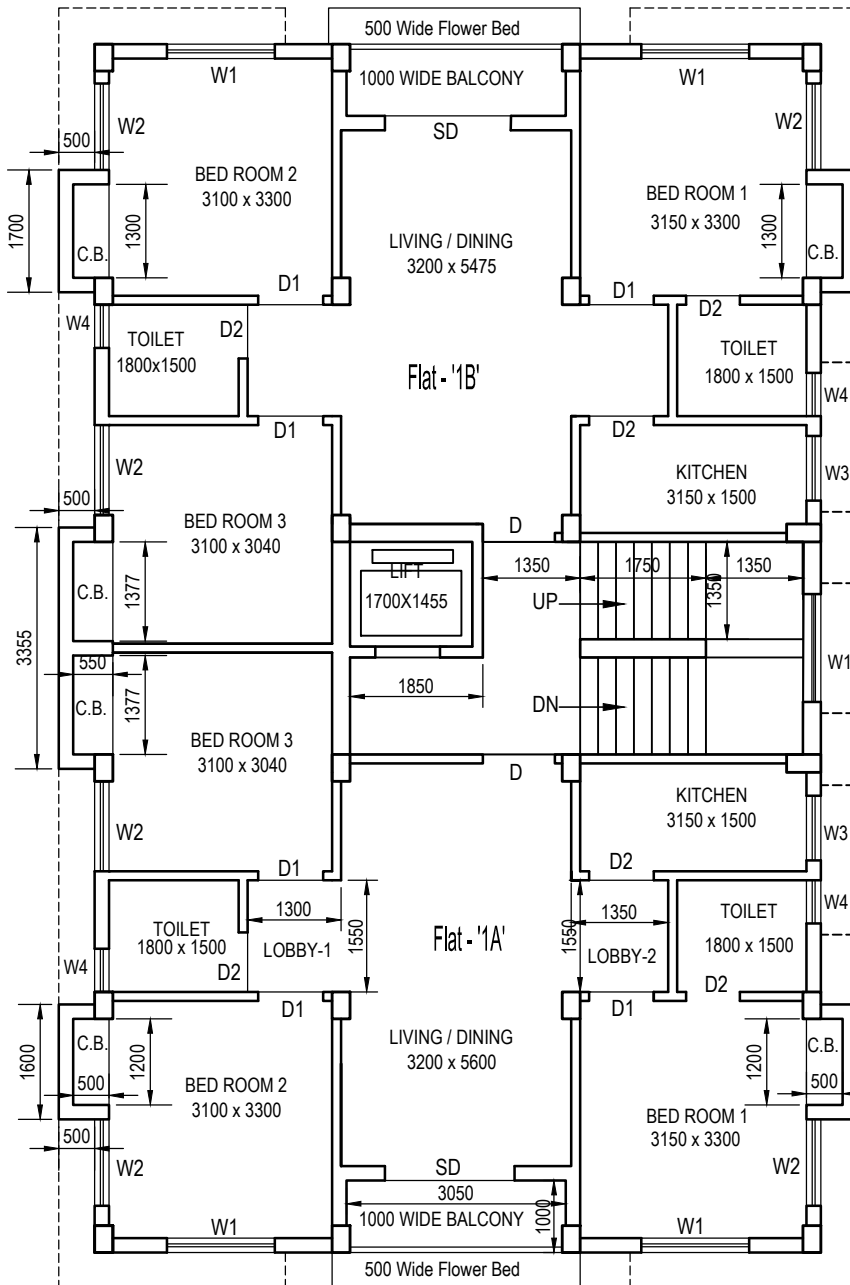 500 Wide Flower Bed
W1
1000 WIDE BALCONY
W1
W2
SD
W2
500
BED ROOM 2
3100 x 3300
BED ROOM 1
3150 x 3300
1700
1300
C.B.
LIVING / DINING
3200 x 5475
1300
C.B.
D1
D1
D2
W4
TOILET
1800x1500
D2
TOILET
1800 x 1500
Flat - '1B'
W4
D1
D2
W2
KITCHEN
3150 x 1500
W3
500
BED ROOM 3
3100 x 3040
D
C.B.
1377
LIFT
1700X1455
1350
1750
1350
1350
UP
3355
550
1377
C.B.
1850
DN
W1
BED ROOM 3
3100 x 3040
D
KITCHEN
3150 x 1500
W2
W3
D1
D2
TOILET
1800 x 1500
1300
1550
Flat - '1A'
1550
1350
TOILET
1800 x 1500
W4
W4
D2
LOBBY-1
LOBBY-2
D2
D1
D1
C.B.
1600
1200
500
LIVING / DINING
3200 x 5600
1200
C.B.
500
BED ROOM 2
3100 x 3300
BED ROOM 1
3150 x 3300
500
W2
SD
W2
3050
1000 WIDE BALCONY
1000
W1
W1
500 Wide Flower Bed